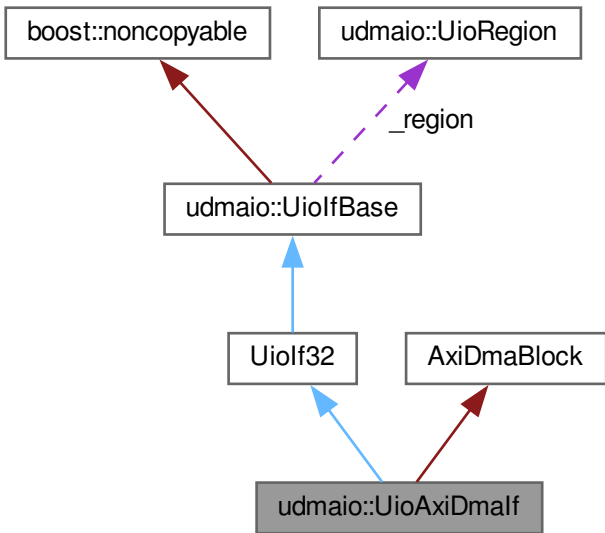 boost::noncopyable
udmaio::UioRegion
_region
udmaio::UioIfBase
UioIf32
AxiDmaBlock
udmaio::UioAxiDmaIf